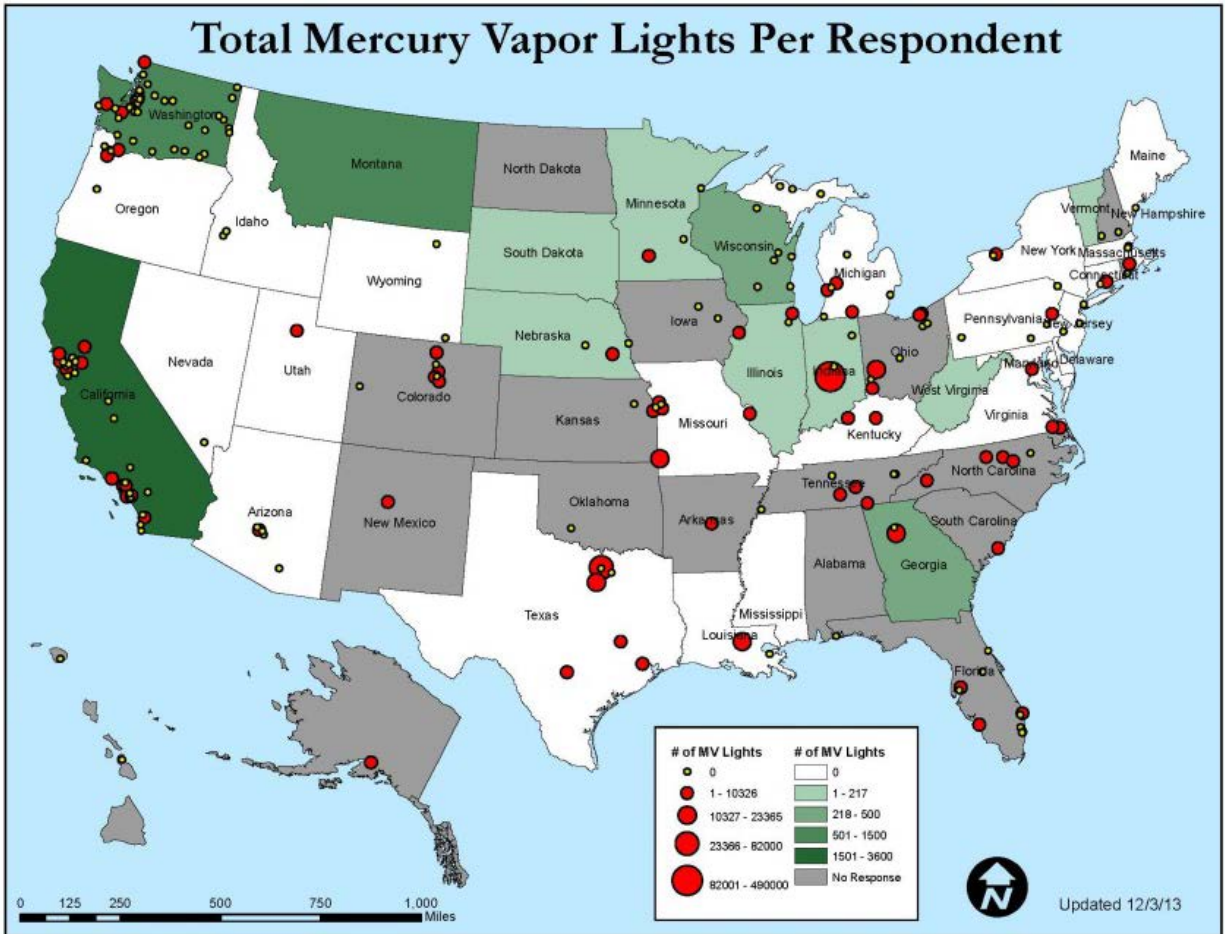 Total Mercury Vapor Lights Per Respondent
Washington
Montana
North Dakota
Minnesota
Maine
Oregon
Idaho
Vermont
New Hampshire
South Dakota
Wisconsin
New York
Massachusetts
Wyoming
Michigan
Connecticut
Iowa
Pennsylvania
New Jersey
Nebraska
Ohio
Nevada
Utah
Illinois
Indiana
Maryland
Delaware
California
Colorado
West Virginia
Kansas
Missouri
Virginia
Kentucky
Arizona
New Mexico
Oklahoma
Tennessee
North Carolina
Arkansas
South Carolina
Alabama
Georgia
Texas
Mississippi
Louisiana
Florida
# of MV Lights
0
1 - 10326
10327 - 23365
23366 - 82000
82001 - 490000
# of MV Lights
0
1 - 217
218 - 500
501 - 1500
1501 - 3600
No Response
N
Updated 12/3/13
0 125 250 500 750 1,000
Miles